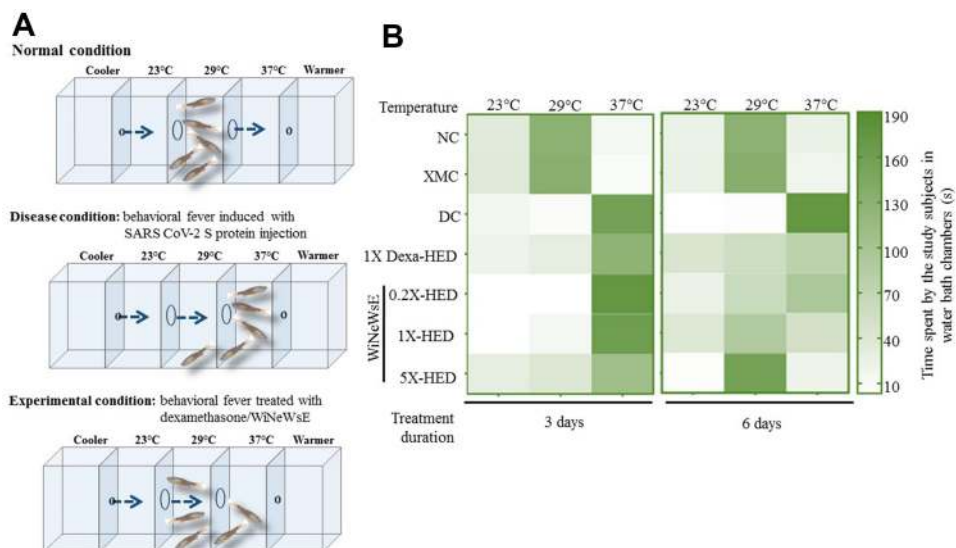 A
Normal condition
Cooler 23°C 29°C 37°C Warmer
Disease condition: behavioral fever induced with
SARS CoV-2 S protein injection
Cooler 23°C 29°C 37°C Warmer
Experimental condition: behavioral fever treated with
dexamethasone/WiNeWsE
Cooler 23°C 29°C 37°C Warmer
B
Temperature 23°C 29°C 37°C 23°C 29°C 37°C
NC
XMC
DC
1X Dexa-HED
WiNeWsE
0.2X-HED
1X-HED
5X-HED
Treatment
duration
3 days 6 days
190
160
130
100
70
40
10
Time spent by the study subjects in
water bath chambers (s)